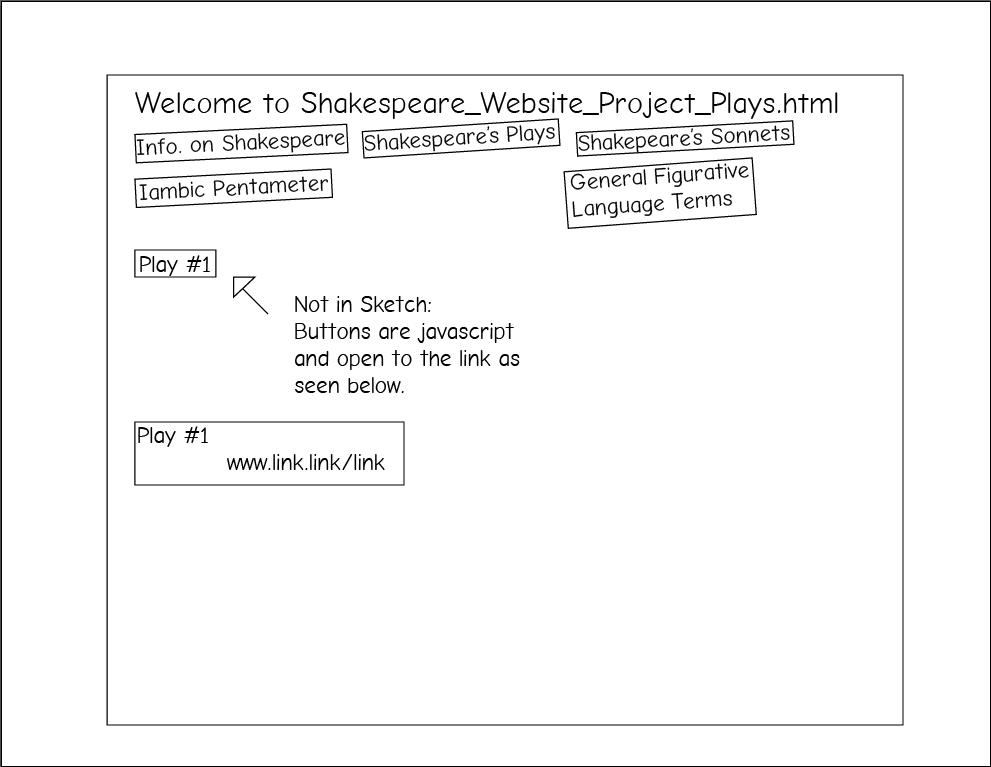 Welcome to Shakespeare_Website_Project_Plays.html
Info. on Shakespeare
Shakespeare's Plays
Shakepeare's Sonnets
Iambic Pentameter
General Figurative
Language Terms
Play #1
Not in Sketch:
Buttons are javascript
and open to the link as
seen below.
Play #1
www.link.link/link